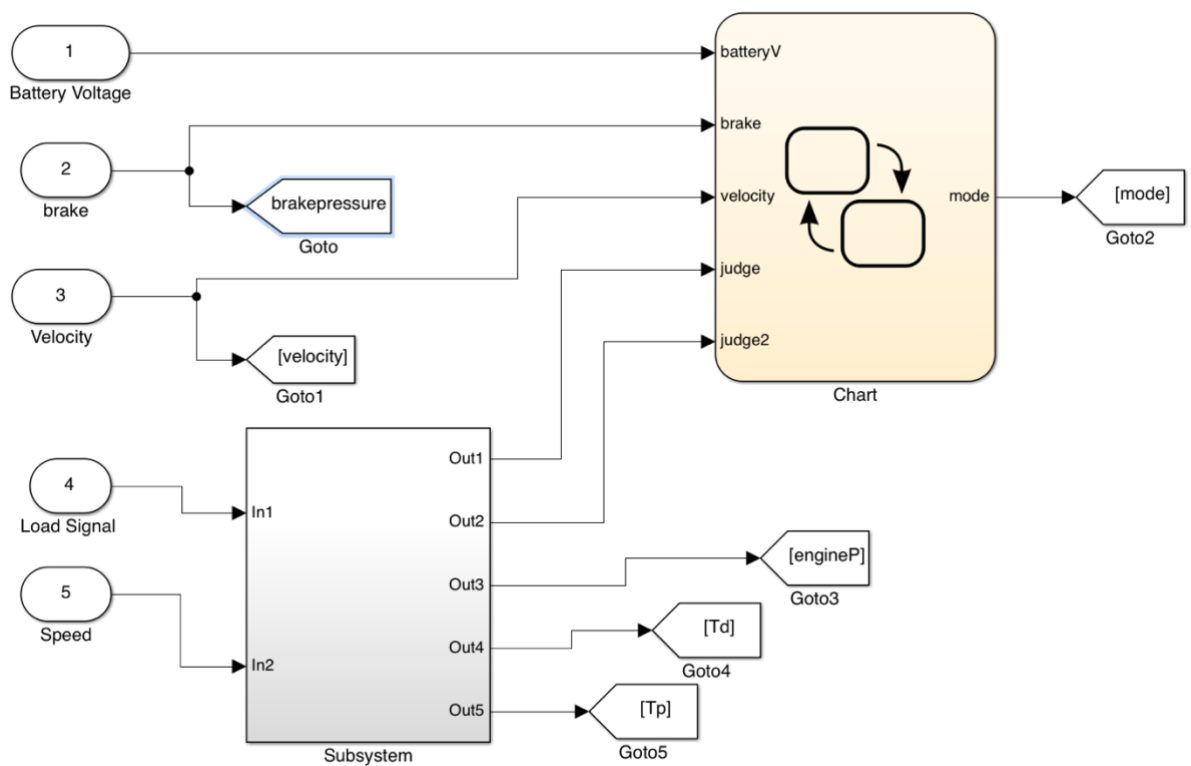 1
Battery Voltage
2
brake
brakepressure
Goto
3
Velocity
[velocity]
Goto1
batteryV
brake
velocity
judge
judge2
mode
Chart
[mode]
Goto2
4
Load Signal
5
Speed
In1
In2
Out1
Out2
Out3
Out4
Out5
Subsystem
[engineP]
Goto3
[Td]
Goto4
[Tp]
Goto5